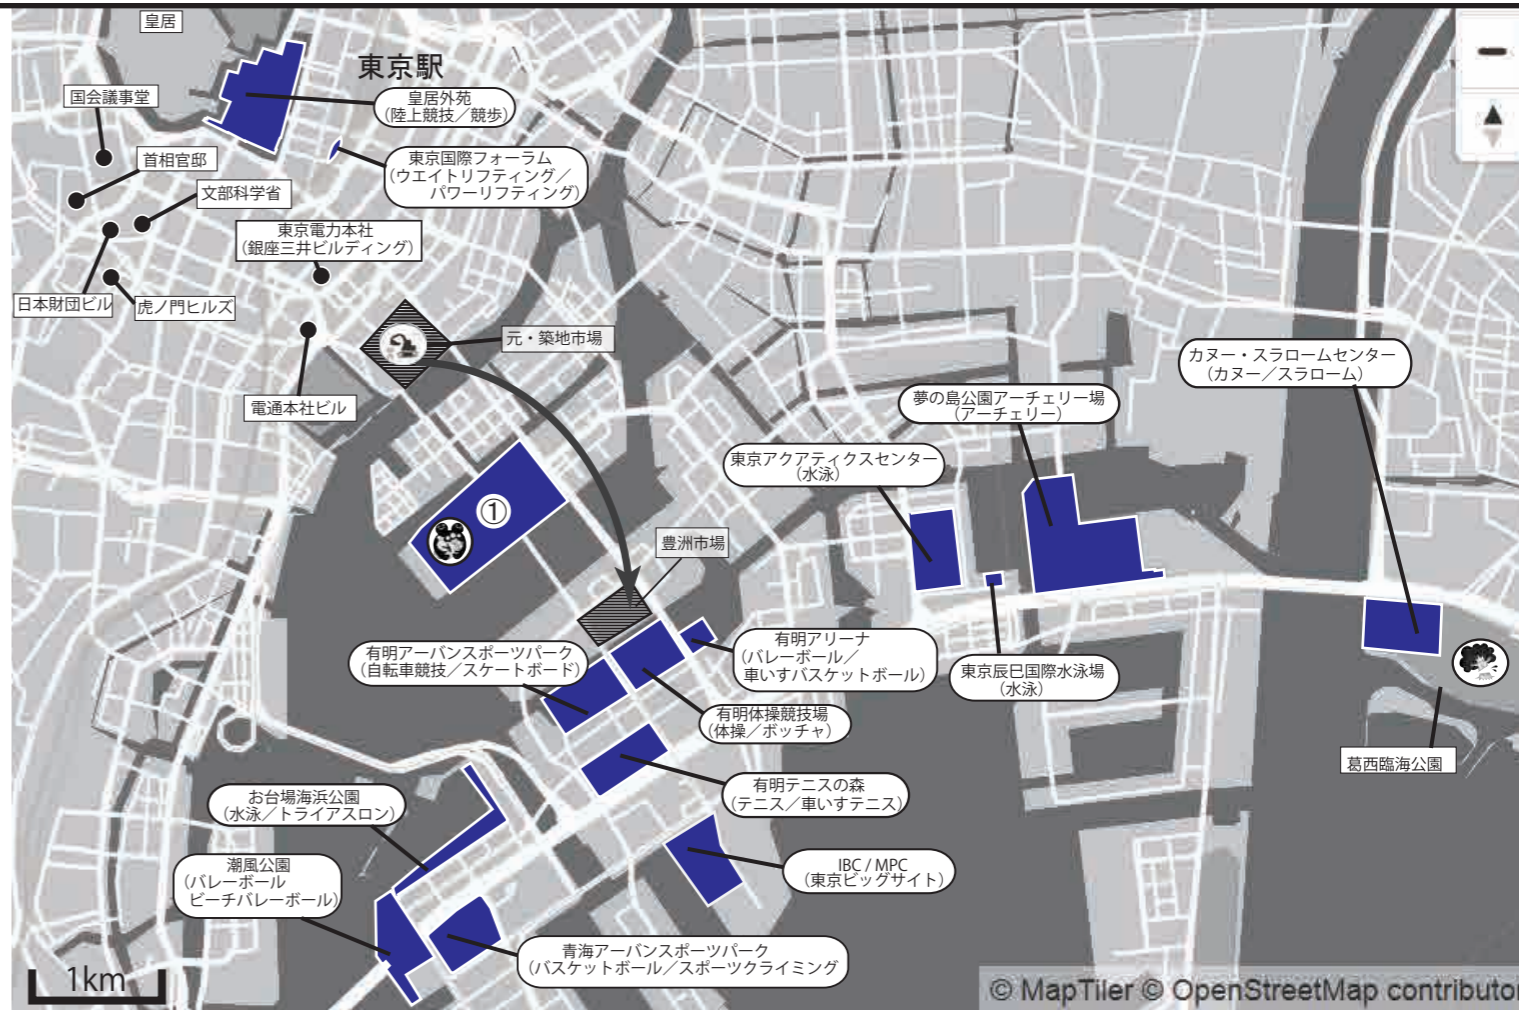 皇居
東京駅
国会議事堂
皇居外苑
(陸上競技／競歩)
首相官邸
東京国際フォーラム
(ウエイトリフティング／
パワーリフティング)
文部科学省
東京電力本社
(銀座三井ビルディング)
日本財団ビル
虎ノ門ヒルズ
元・築地市場
電通本社ビル
カヌー・スラロームセンター
(カヌー／スラローム)
夢の島公園アーチェリー場
(アーチェリー)
東京アクアティクスセンター
(水泳)
①
豊洲市場
有明アーバンスポーツパーク
(自転車競技／スケートボード)
有明アリーナ
(バレーボール／
車いすバスケットボール)
東京辰巳国際水泳場
(水泳)
有明体操競技場
(体操／ボッチャ)
葛西臨海公園
お台場海浜公園
(水泳／トライアスロン)
有明テニスの森
(テニス／車いすテニス)
潮風公園
(バレーボール
ビーチバレーボール)
IBC / MPC
(東京ビッグサイト)
青海アーバンスポーツパーク
(バスケットボール／スポーツクライミング
1km
© MapTiler © OpenStreetMap contributor